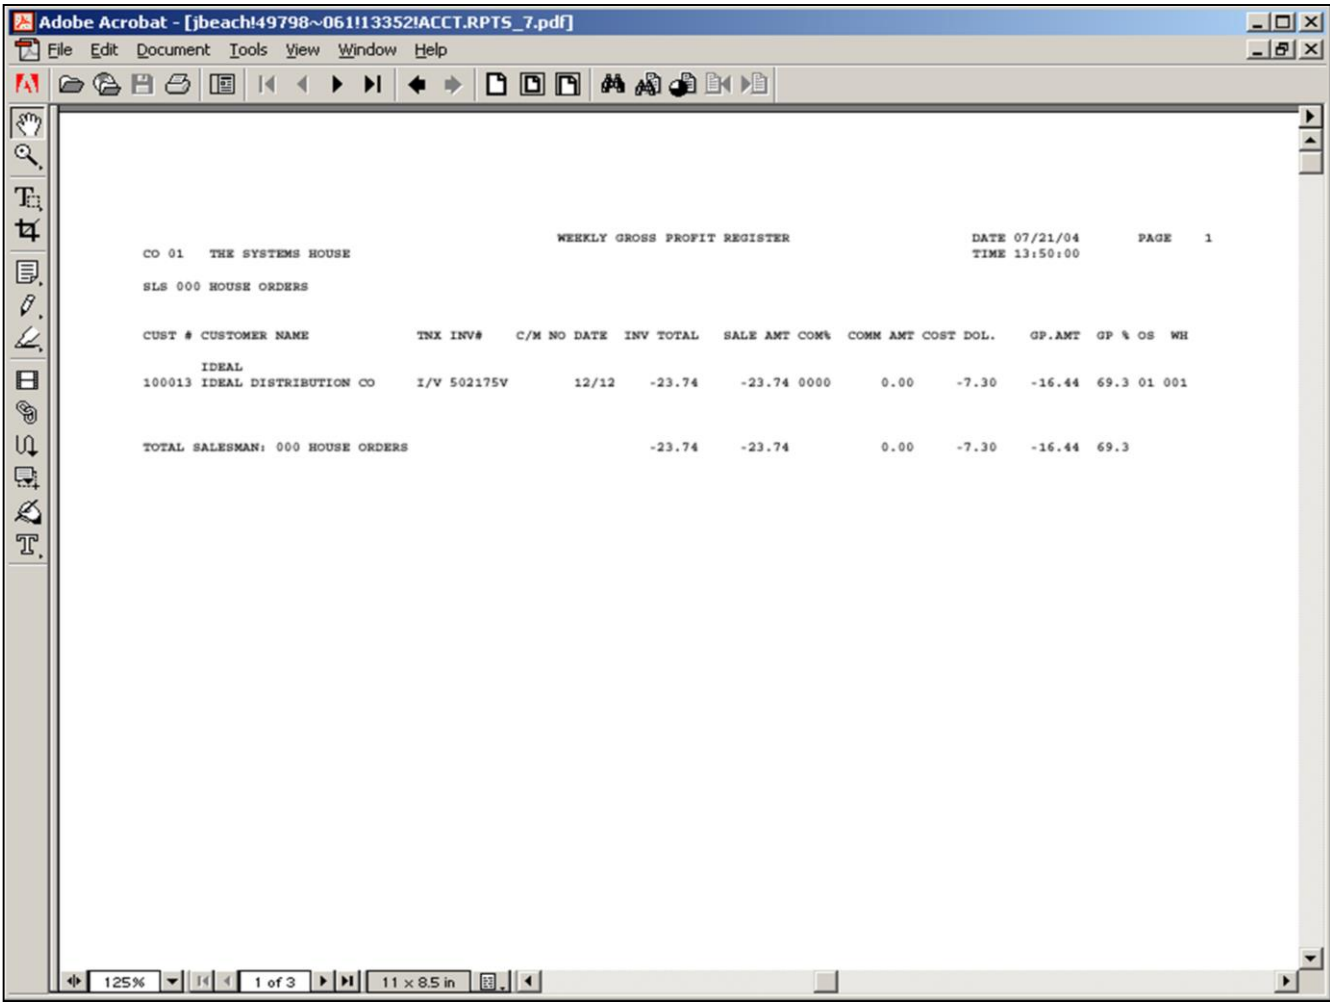 Adobe Acrobat - [jbeach!49798~061!13352!ACCT.RPTS_7.pdf]
File Edit Document Tools View Window Help
WEEKLY GROSS PROFIT REGISTER DATE 07/21/04 PAGE 1
CO 01 THE SYSTEMS HOUSE TIME 13:50:00
SLS 000 HOUSE ORDERS
CUST # CUSTOMER NAME TNX INV# C/M NO DATE INV TOTAL SALE AMT COM% COMM AMT COST DOL. GP.AMT GP % OS WH
IDEAL
100013 IDEAL DISTRIBUTION CO I/V 502175V 12/12 -23.74 -23.74 0000 0.00 -7.30 -16.44 69.3 01 001
TOTAL SALESMAN: 000 HOUSE ORDERS -23.74 -23.74 0.00 -7.30 -16.44 69.3
125% 1 of 3 11 x 8.5 in